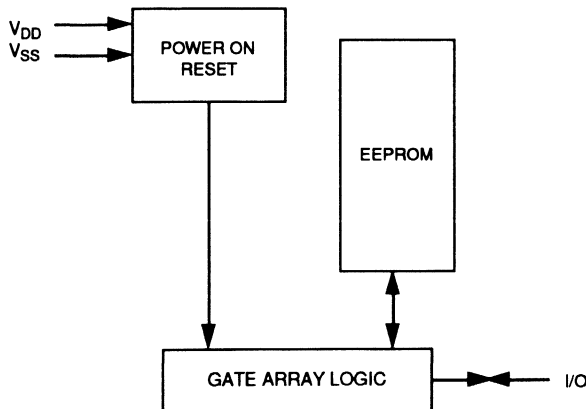 VDD
VSS
POWER ON
RESET
EEPROM
GATE ARRAY LOGIC
I/O